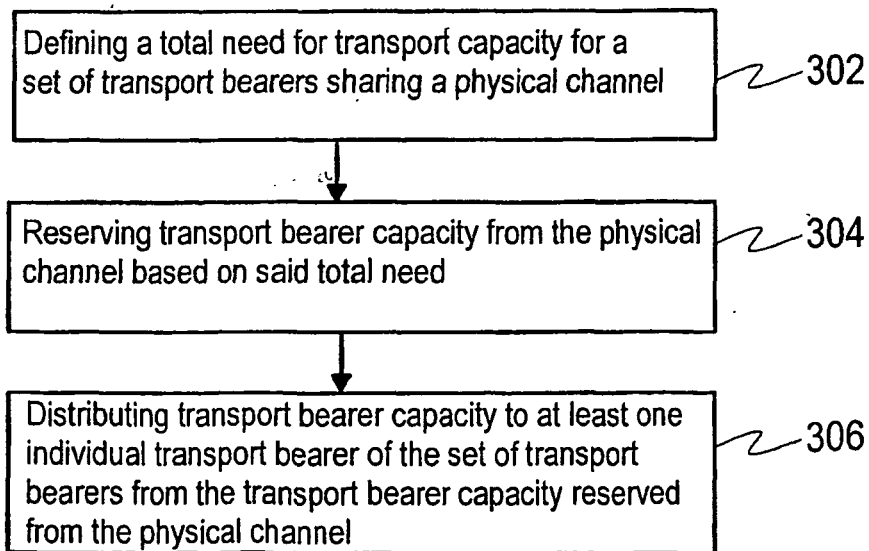 Defining a total need for transport capacity for a
set of transport bearers sharing a physical channel
302
Reserving transport bearer capacity from the physical
channel based on said total need
304
Distributing transport bearer capacity to at least one
individual transport bearer of the set of transport
bearers from the transport bearer capacity reserved
from the physical channel
306